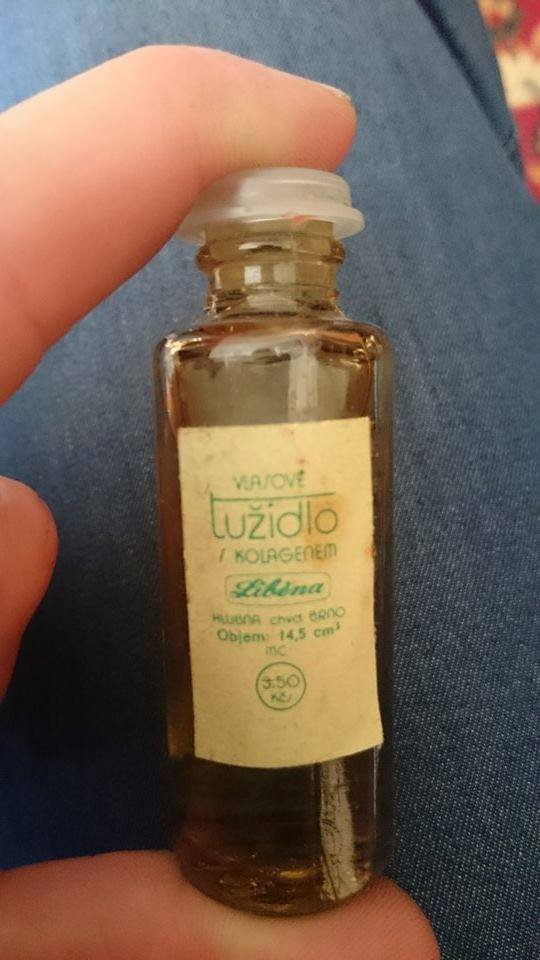 VLASOVÉ
tužidlo
S KOLAGENEM
Liběna
HLUBNA chvd. BRNO
Objem: 14,5 cm³
MC
3.50
Kčs